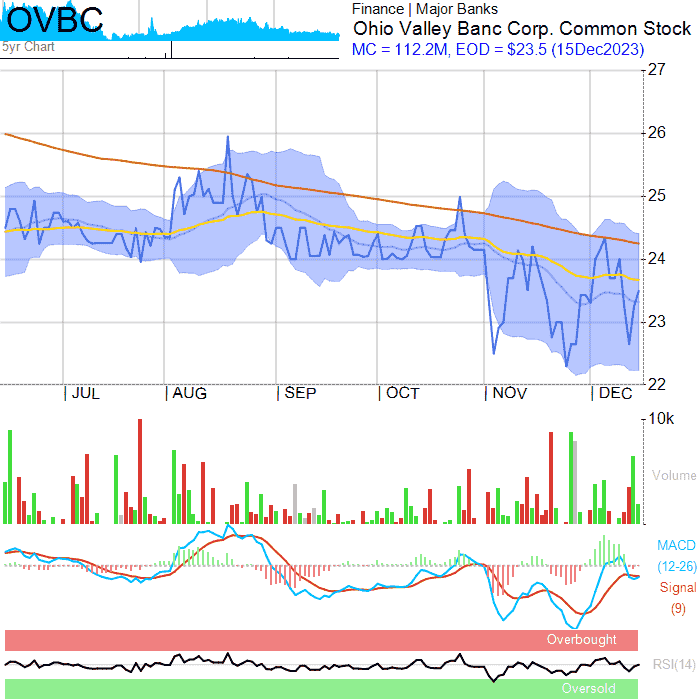 OVBC
5yr Chart
Finance | Major Banks
Ohio Valley Banc Corp. Common Stock
MC = 112.2M, EOD = $23.5 (15Dec2023)
27
26
25
24
23
22
JUL
AUG
SEP
OCT
NOV
DEC
10k
Volume
MACD
(12-26)
Signal
(9)
Overbought
RSI(14)
Oversold